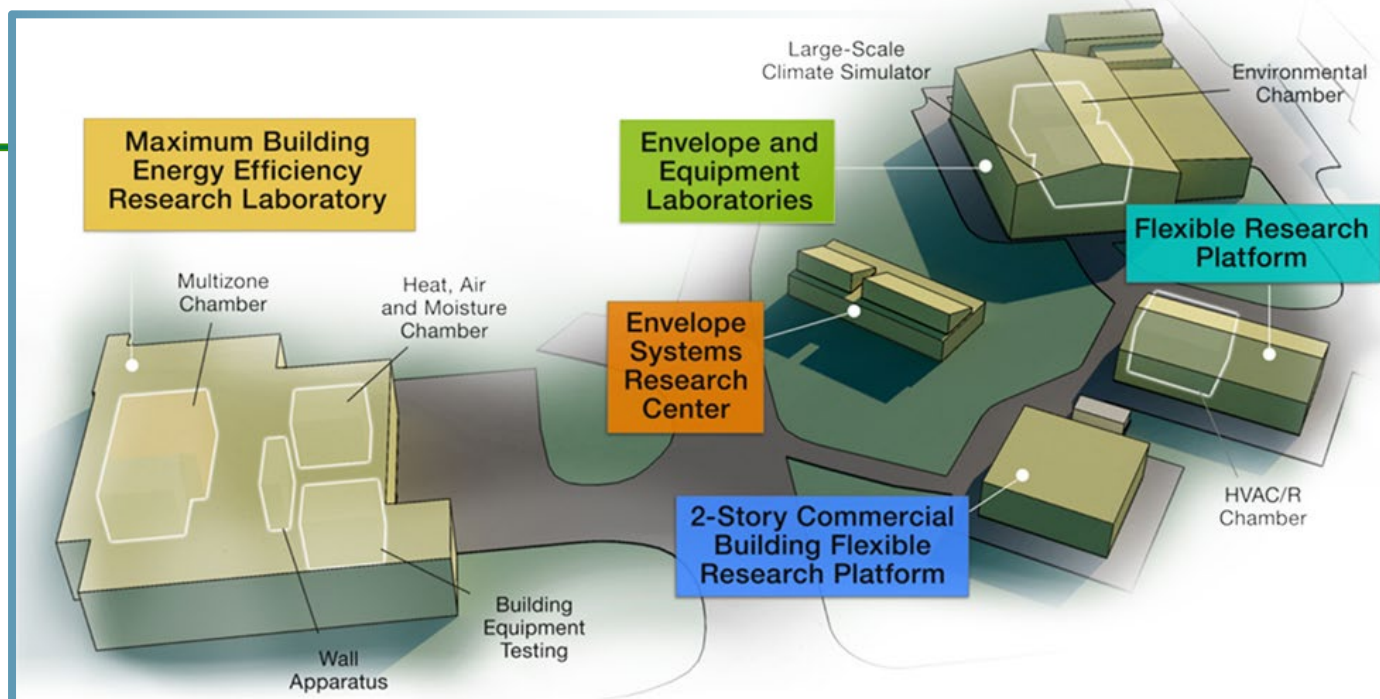 Large-Scale
Climate Simulator
Environmental
Chamber
Maximum Building
Energy Efficiency
Research Laboratory
Envelope and
Equipment
Laboratories
Flexible Research
Platform
Multizone
Chamber
Heat, Air
and Moisture
Chamber
Envelope
Systems
Research
Center
2-Story Commercial
Building Flexible
Research Platform
HVAC/R
Chamber
Building
Equipment
Testing
Wall
Apparatus